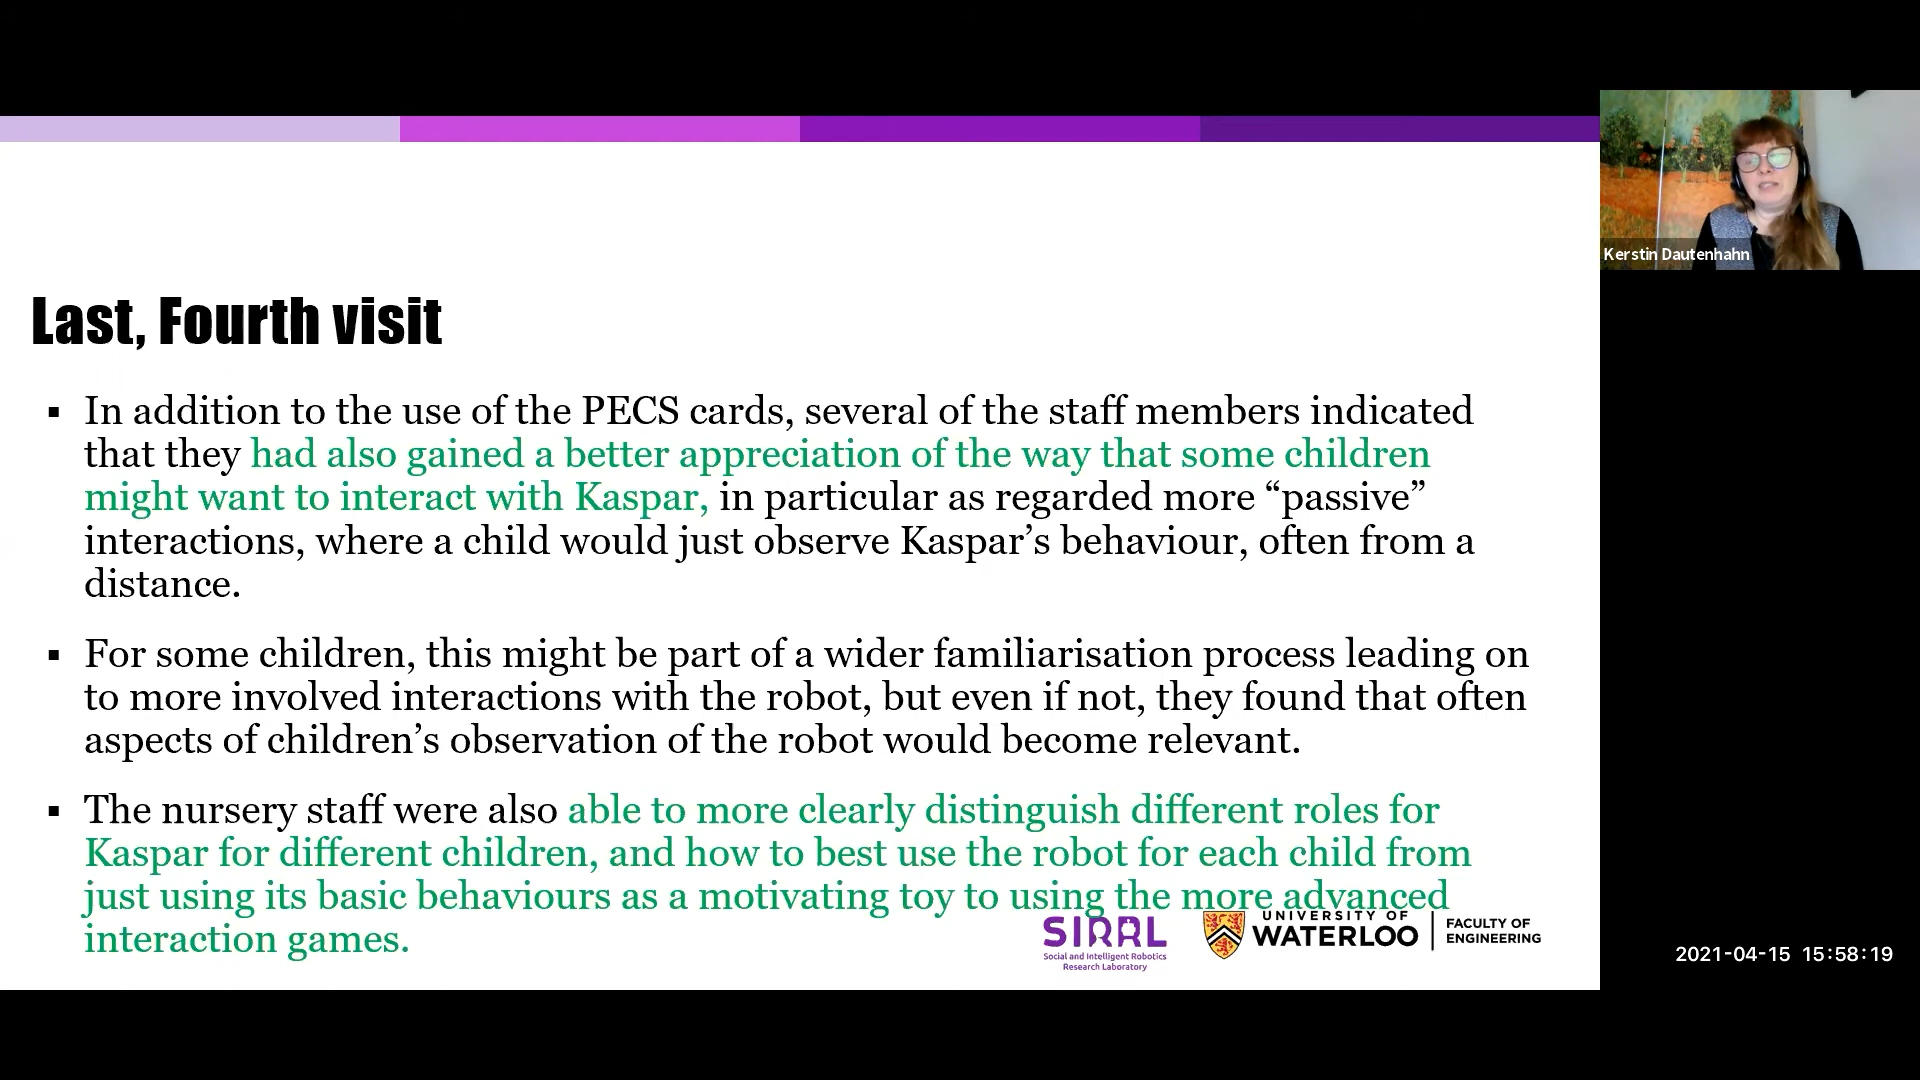 Kerstin Dautenhahn
Last, Fourth visit
▪ In addition to the use of the PECS cards, several of the staff members indicated
that they had also gained a better appreciation of the way that some children
might want to interact with Kaspar, in particular as regarded more “passive”
interactions, where a child would just observe Kaspar’s behaviour, often from a
distance.
▪ For some children, this might be part of a wider familiarisation process leading on
to more involved interactions with the robot, but even if not, they found that often
aspects of children’s observation of the robot would become relevant.
▪ The nursery staff were also able to more clearly distinguish different roles for
Kaspar for different children, and how to best use the robot for each child from
just using its basic behaviours as a motivating toy to using the more advanced
interaction games.
SIRRL
Social and Intelligent Robotics
Research Laboratory
UNIVERSITY OF
WATERLOO
FACULTY OF
ENGINEERING
2021-04-15 15:58:19